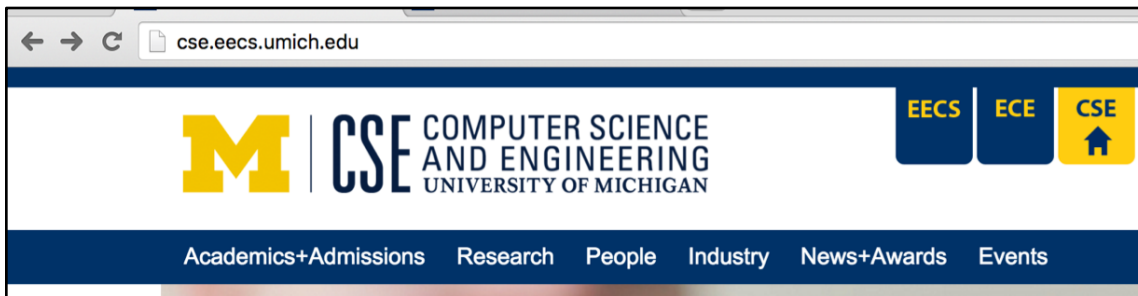 cse.eecs.umich.edu
EECS
ECE
CSE
M
CSE
COMPUTER SCIENCE
AND ENGINEERING
UNIVERSITY OF MICHIGAN
Academics+Admissions
Research
People
Industry
News+Awards
Events